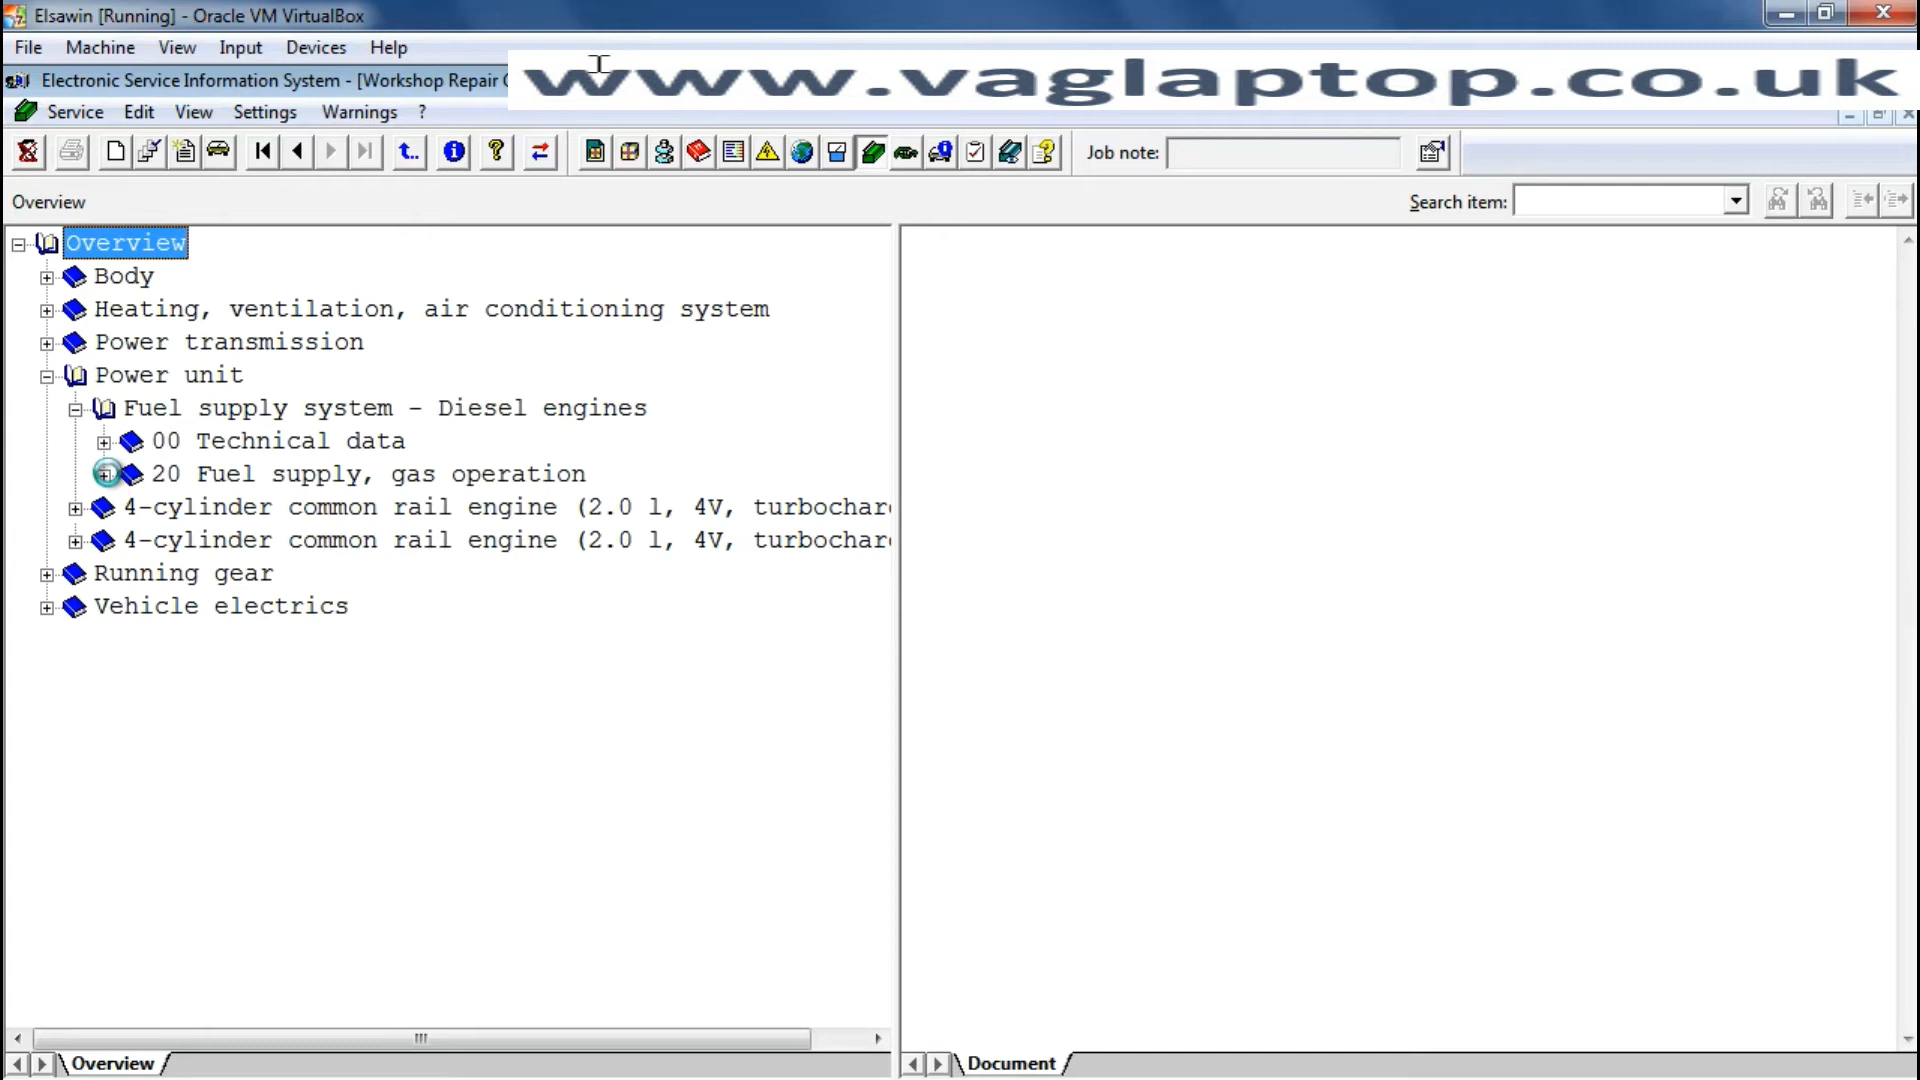 Elsawin [Running] - Oracle VM VirtualBox
File Machine View Input Devices Help
Electronic Service Information System - [Workshop Repair
www.vaglaptop.co.uk
Service Edit View Settings Warnings ?
Job note:
Overview
Search item:
Overview
Body
Heating, ventilation, air conditioning system
Power transmission
Power unit
Fuel supply system - Diesel engines
00 Technical data
20 Fuel supply, gas operation
4-cylinder common rail engine (2.0 l, 4V, turbochar
4-cylinder common rail engine (2.0 l, 4V, turbochar
Running gear
Vehicle electrics
Overview
Document